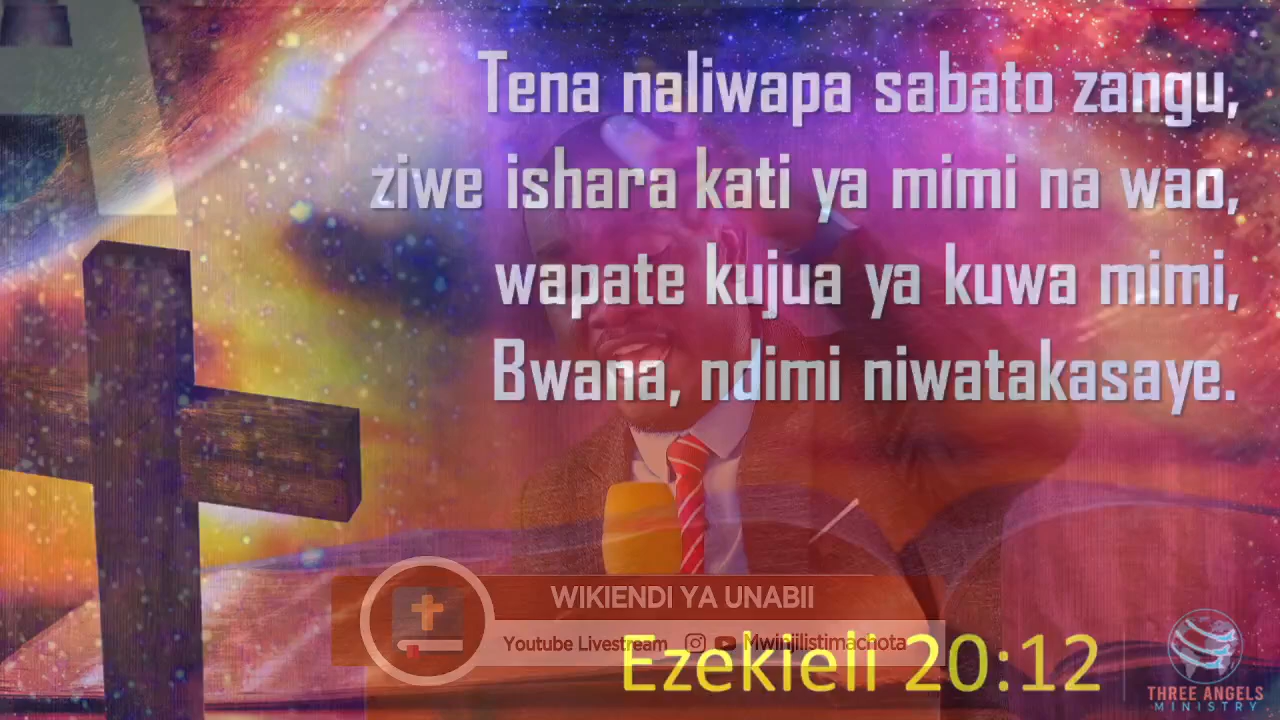 Tena naliwapa sabato zangu,
ziwe ishara kati ya mimi na wao,
wapate kujua ya kuwa mimi,
Bwana, ndimi niwatakasaye.
WIKIENDI YA UNABII
Youtube Livestream Mwinjilistimachota
Ezekieli 20:12
THREE ANGELS
MINISTRY